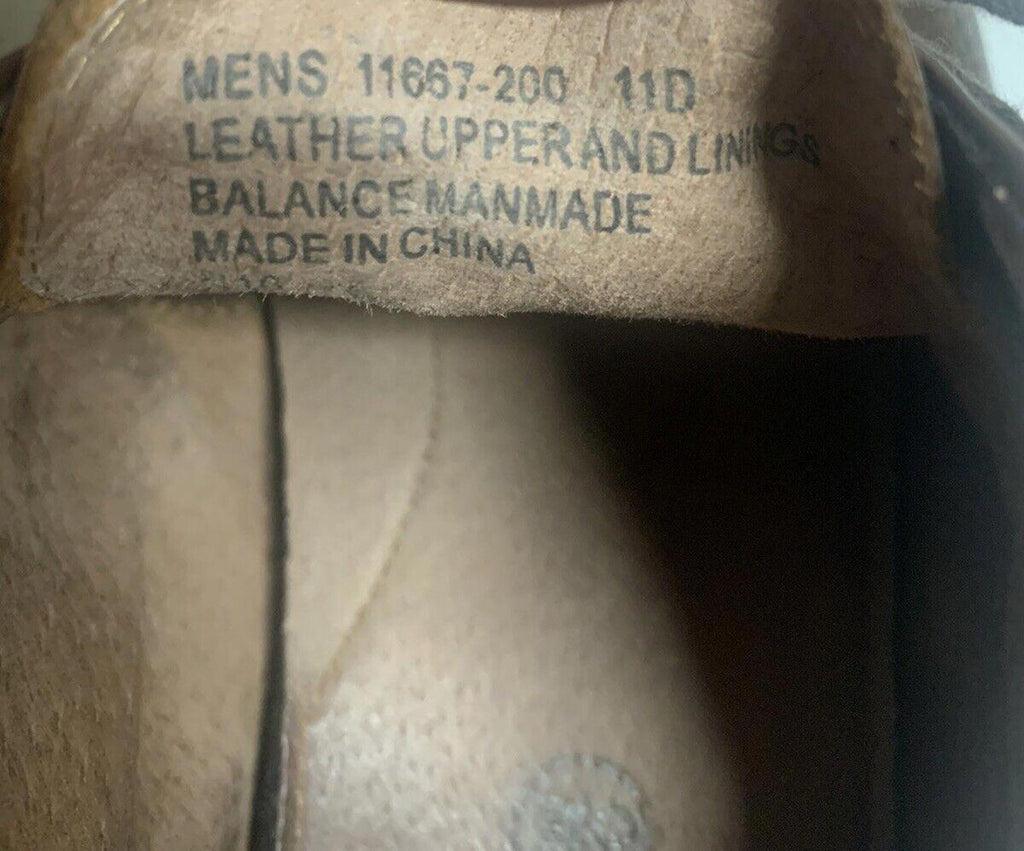 MENS 11667-200 11D
LEATHER UPPER AND LININGS
BALANCE MANMADE
MADE IN CHINA